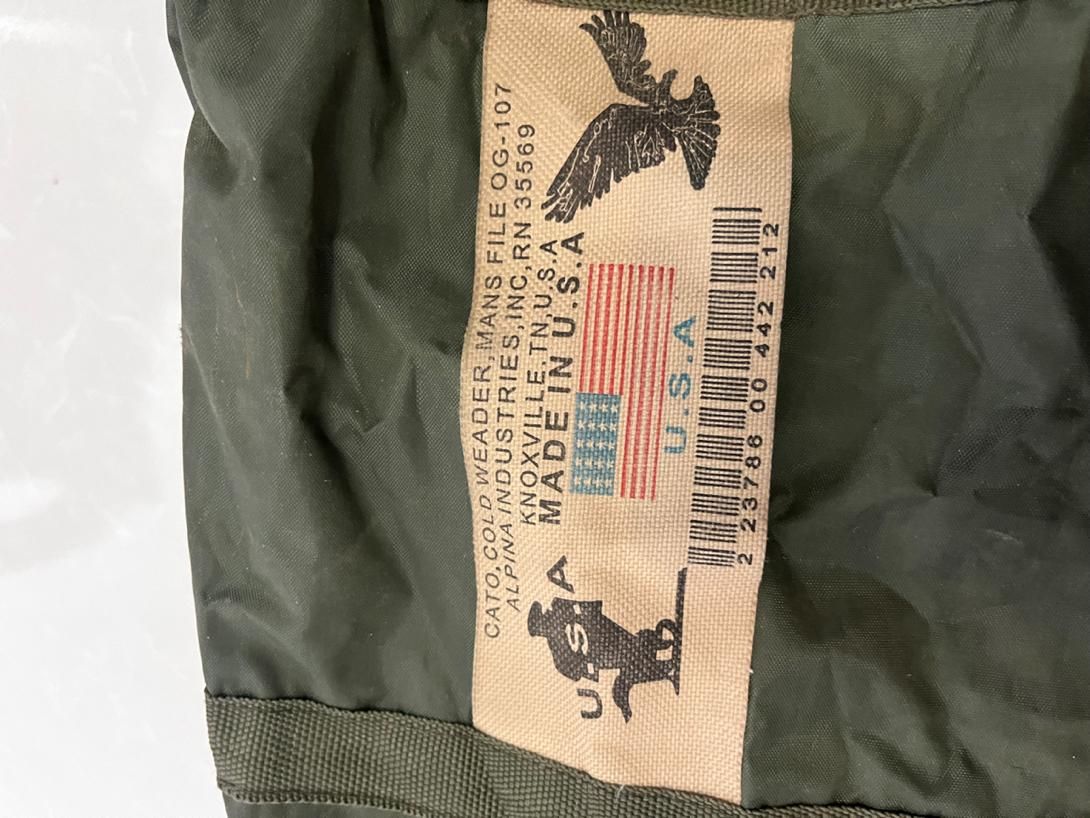 CATO,COLD WEADER,MANS FILE OG-107
ALPINA INDUSTRIES,INC,RN 35569
KNOXVILLE,TN,U.S.A
MADE IN U.S.A
U.S.A
U.S.A
2 23786 00 442 212